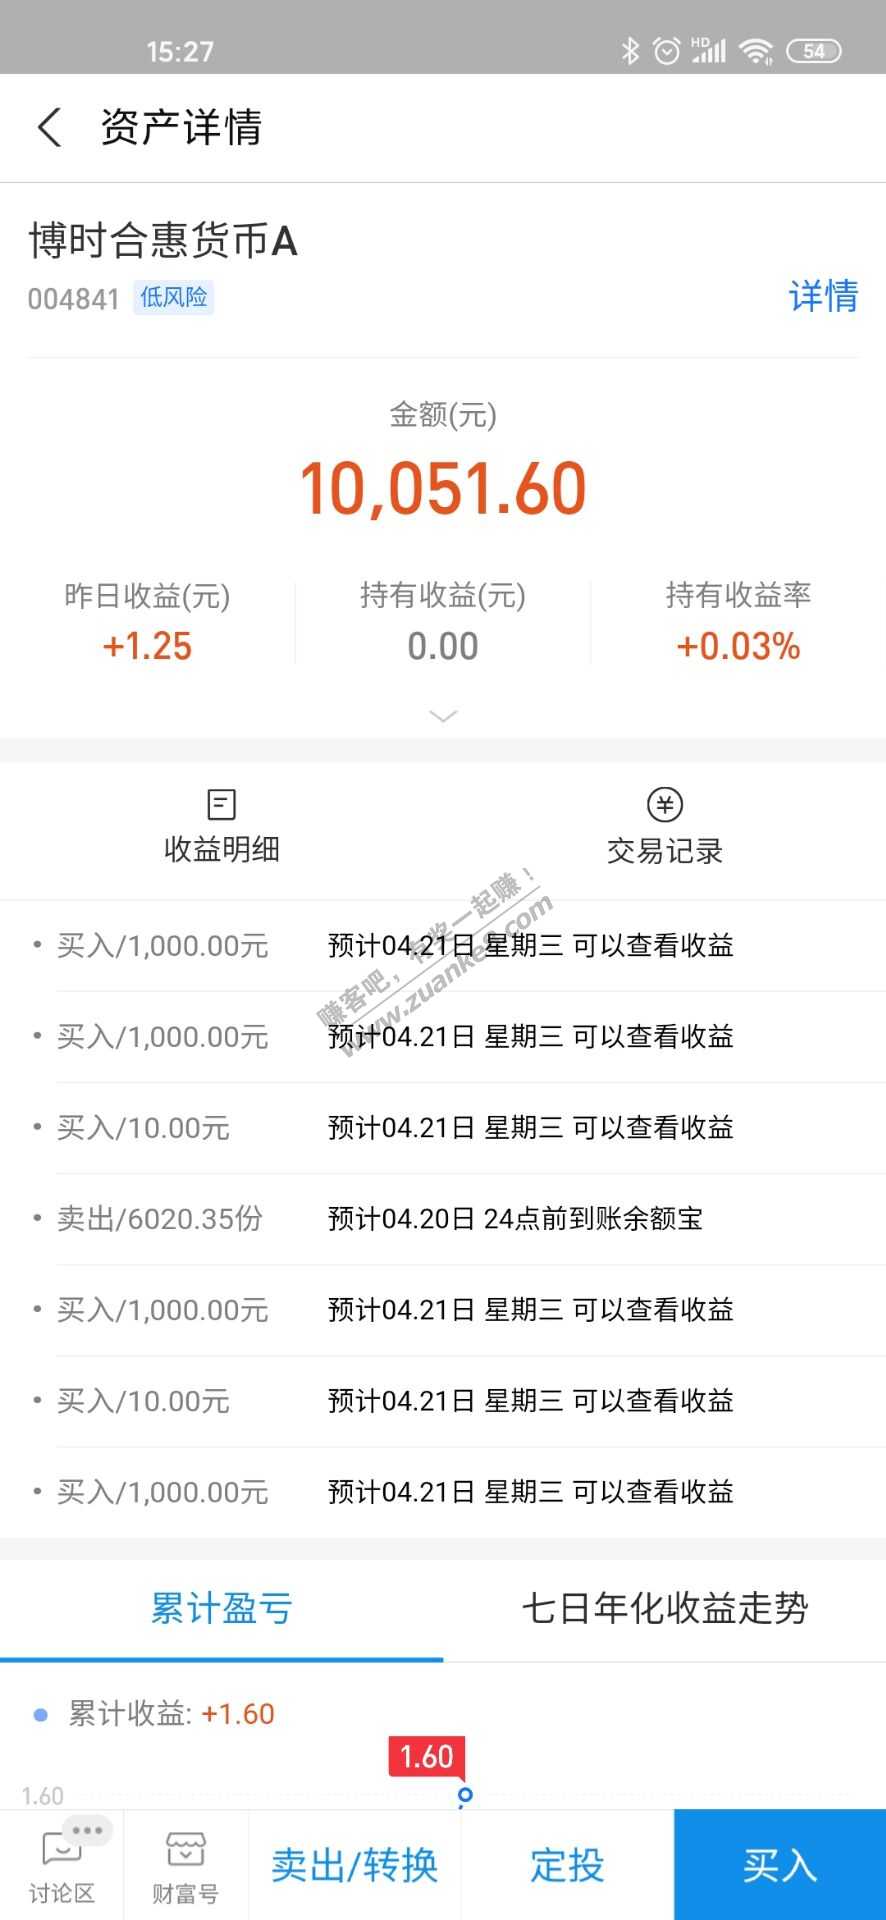 15:27
HD
54
资产详情
博时合惠货币A
004841 低风险
详情
金额(元)
10,051.60
昨日收益(元) 持有收益(元) 持有收益率
+1.25 0.00 +0.03%
收益明细 交易记录
赚客吧，有奖一起赚！
www.zuanke8.com
• 买入/1,000.00元 预计04.21日 星期三 可以查看收益
• 买入/1,000.00元 预计04.21日 星期三 可以查看收益
• 买入/10.00元 预计04.21日 星期三 可以查看收益
• 卖出/6020.35份 预计04.20日 24点前到账余额宝
• 买入/1,000.00元 预计04.21日 星期三 可以查看收益
• 买入/10.00元 预计04.21日 星期三 可以查看收益
• 买入/1,000.00元 预计04.21日 星期三 可以查看收益
累计盈亏 七日年化收益走势
累计收益: +1.60
1.60
1.60
讨论区 财富号 卖出/转换 定投 买入